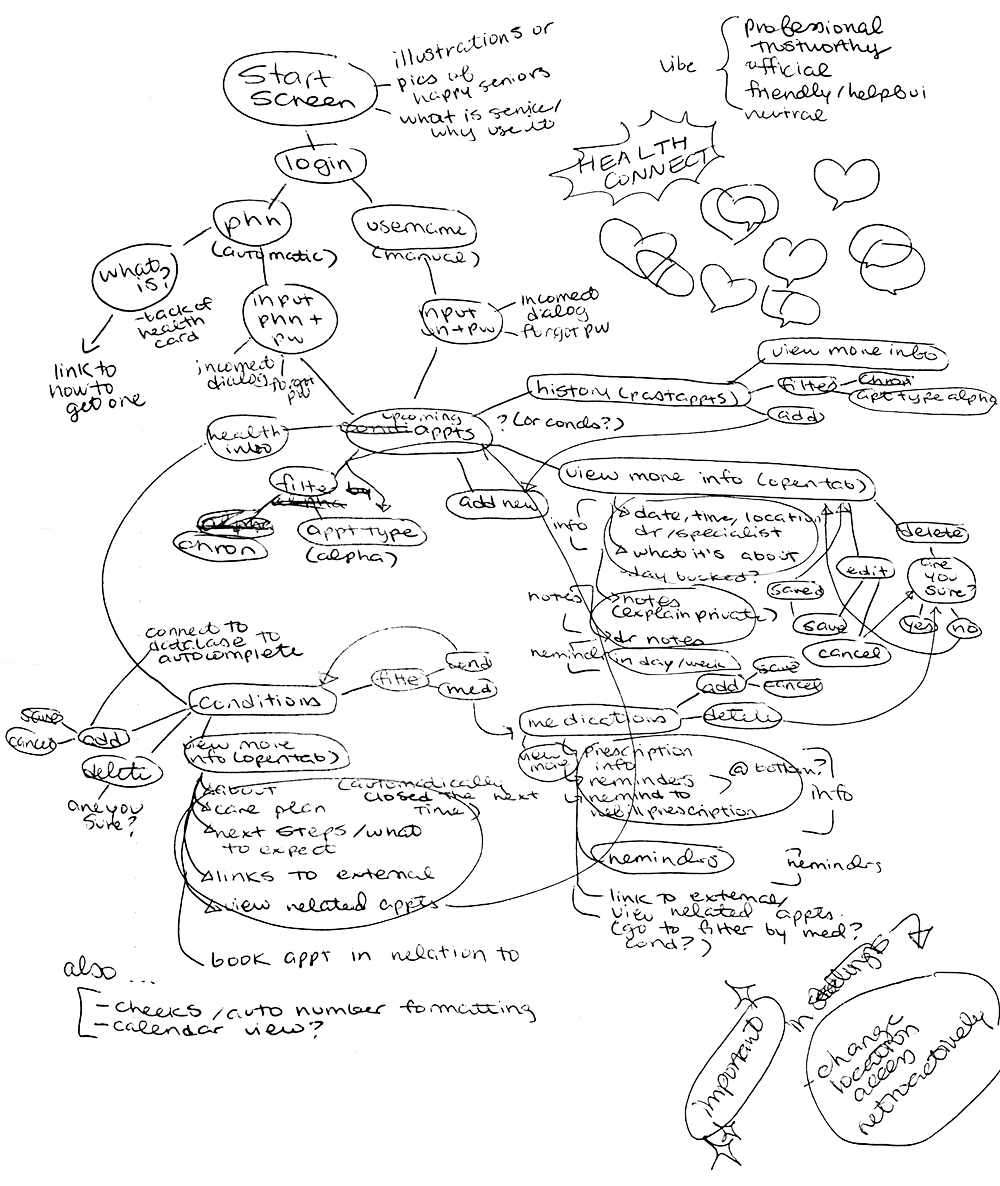 Start
Screen
illustrations or
pics of
happy seniors
what is service/
why use it
vibe
professional
trustworthy
official
friendly/helpful
neutral
HEALTH
CONNECT
login
phn
(automatic)
username
(manual)
what
is?
-back of
health
card
link to
how to
get one
input
phn +
pw
incorrect
dialog
forgot
pw
input
un + pw
incorrect
dialog
forgot pw
history (past appts)
? (or conds?)
view more info
filter
chron
apt type alpha
add
upcoming
appts
health
info
filter
chron
appt type
(alpha)
add new
view more info (open tab)
info
date, time, location
dr/specialist
what it's about
day booked?
notes
notes
(explain private)
dr notes
remind
in day/week
delete
are
you
sure?
yes
no
edit
saved
save
cancel
connect to
database to
autocomplete
conditions
filte
cond
med
save
cancel
add
delete
are you
sure?
view more
info (open tab)
about
(automatically
closed the next
time)
care plan
next steps/what
to expect
links to external
view related appts
book appt in relation to
medications
add
save
cancel
delete
view
more
prescription
info
reminders
remind to
refill prescription
@ bottom?
info
reminders
reminders
link to external/
view related appts.
(go to filter by med?
cond?)
also ...
-checks/auto number formatting
-calendar view?
important
in settings
-change
location
access
retroactively